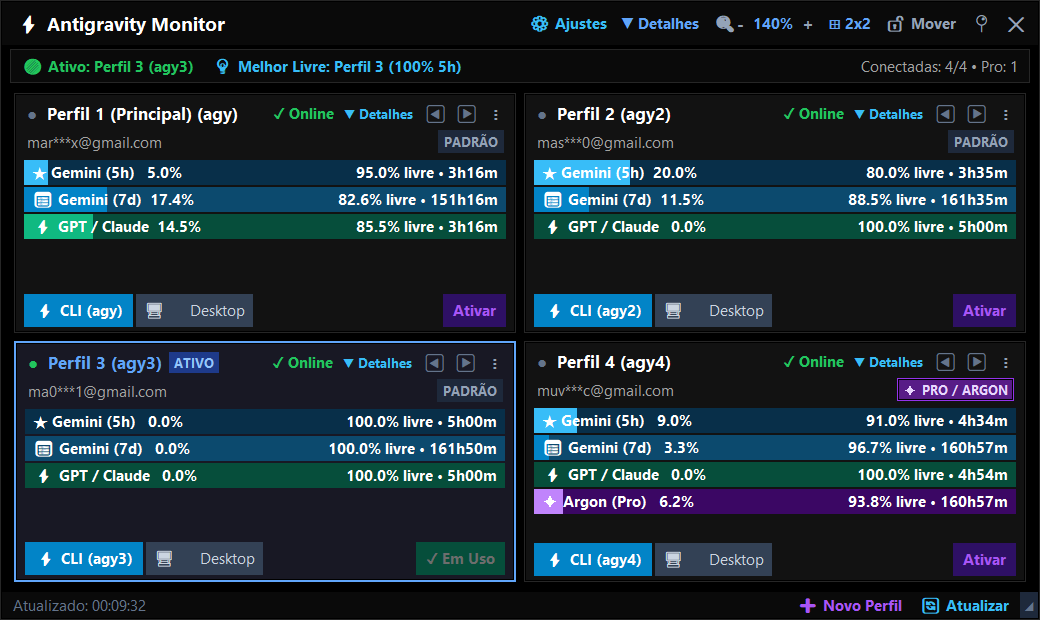 Antigravity Monitor Ajustes ▼ Detalhes - 140% + 2x2 Mover
Ativo: Perfil 3 (agy3) Melhor Livre: Perfil 3 (100% 5h) Conectadas: 4/4 • Pro: 1
Perfil 1 (Principal) (agy) ✓ Online ▼ Detalhes
mar***x@gmail.com PADRÃO
Gemini (5h) 5.0% 95.0% livre • 3h16m
Gemini (7d) 17.4% 82.6% livre • 151h16m
GPT / Claude 14.5% 85.5% livre • 3h16m
CLI (agy) Desktop Ativar
Perfil 2 (agy2) ✓ Online ▼ Detalhes
mas***0@gmail.com PADRÃO
Gemini (5h) 20.0% 80.0% livre • 3h35m
Gemini (7d) 11.5% 88.5% livre • 161h35m
GPT / Claude 0.0% 100.0% livre • 5h00m
CLI (agy2) Desktop Ativar
Perfil 3 (agy3) ATIVO ✓ Online ▼ Detalhes
ma0***1@gmail.com PADRÃO
Gemini (5h) 0.0% 100.0% livre • 5h00m
Gemini (7d) 0.0% 100.0% livre • 161h50m
GPT / Claude 0.0% 100.0% livre • 5h00m
CLI (agy3) Desktop ✓ Em Uso
Perfil 4 (agy4) ✓ Online ▼ Detalhes
muv***c@gmail.com PRO / ARGON
Gemini (5h) 9.0% 91.0% livre • 4h34m
Gemini (7d) 3.3% 96.7% livre • 160h57m
GPT / Claude 0.0% 100.0% livre • 4h54m
Argon (Pro) 6.2% 93.8% livre • 160h57m
CLI (agy4) Desktop Ativar
Atualizado: 00:09:32 Novo Perfil Atualizar